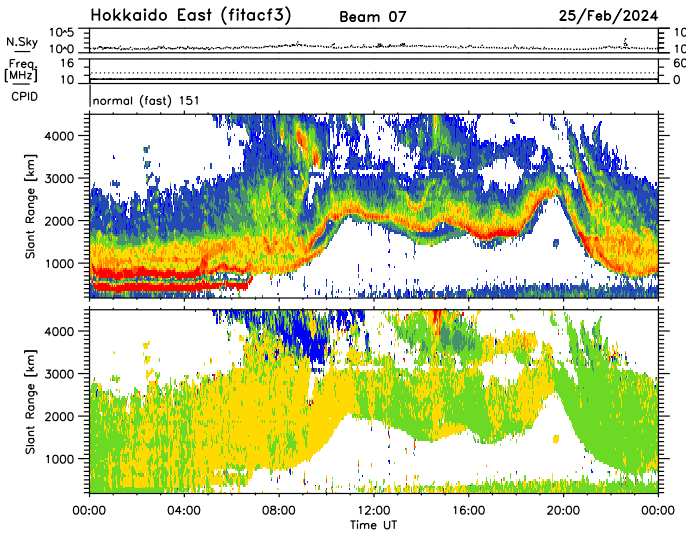 Hokkaido East (fitacf3) Beam 07 25/Feb/2024
N.Sky 10^5 10^0 10^5 10^0
Freq. [MHz] 16 10 60 0
CPID normal (fast) 151
Slant Range [km] 4000 3000 2000 1000
Slant Range [km] 4000 3000 2000 1000
00:00 04:00 08:00 12:00 16:00 20:00 00:00
Time UT